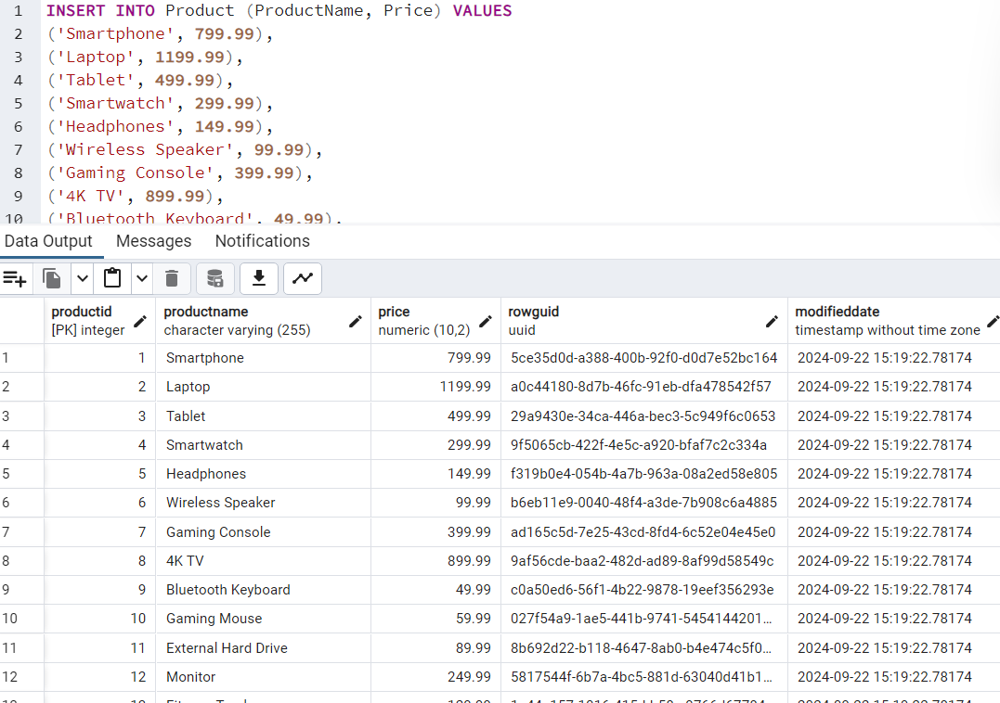 1 INSERT INTO Product (ProductName, Price) VALUES
2 ('Smartphone', 799.99),
3 ('Laptop', 1199.99),
4 ('Tablet', 499.99),
5 ('Smartwatch', 299.99),
6 ('Headphones', 149.99),
7 ('Wireless Speaker', 99.99),
8 ('Gaming Console', 399.99),
9 ('4K TV', 899.99),
10 ('Bluetooth Keyboard', 49.99),
Data Output Messages Notifications
productid productname price rowguid modifieddate
[PK] integer character varying (255) numeric (10,2) uuid timestamp without time zone
1 1 Smartphone 799.99 5ce35d0d-a388-400b-92f0-d0d7e52bc164 2024-09-22 15:19:22.78174
2 2 Laptop 1199.99 a0c44180-8d7b-46fc-91eb-dfa478542f57 2024-09-22 15:19:22.78174
3 3 Tablet 499.99 29a9430e-34ca-446a-bec3-5c949f6c0653 2024-09-22 15:19:22.78174
4 4 Smartwatch 299.99 9f5065cb-422f-4e5c-a920-bfaf7c2c334a 2024-09-22 15:19:22.78174
5 5 Headphones 149.99 f319b0e4-054b-4a7b-963a-08a2ed58e805 2024-09-22 15:19:22.78174
6 6 Wireless Speaker 99.99 b6eb11e9-0040-48f4-a3de-7b908c6a4885 2024-09-22 15:19:22.78174
7 7 Gaming Console 399.99 ad165c5d-7e25-43cd-8fd4-6c52e04e45e0 2024-09-22 15:19:22.78174
8 8 4K TV 899.99 9af56cde-baa2-482d-ad89-8af99d58549c 2024-09-22 15:19:22.78174
9 9 Bluetooth Keyboard 49.99 c0a50ed6-56f1-4b22-9878-19eef356293e 2024-09-22 15:19:22.78174
10 10 Gaming Mouse 59.99 027f54a9-1ae5-441b-9741-5454144201... 2024-09-22 15:19:22.78174
11 11 External Hard Drive 89.99 8b692d22-b118-4647-8ab0-b4e474c5f0... 2024-09-22 15:19:22.78174
12 12 Monitor 249.99 5817544f-6b7a-4bc5-881d-63040d41b1... 2024-09-22 15:19:22.78174